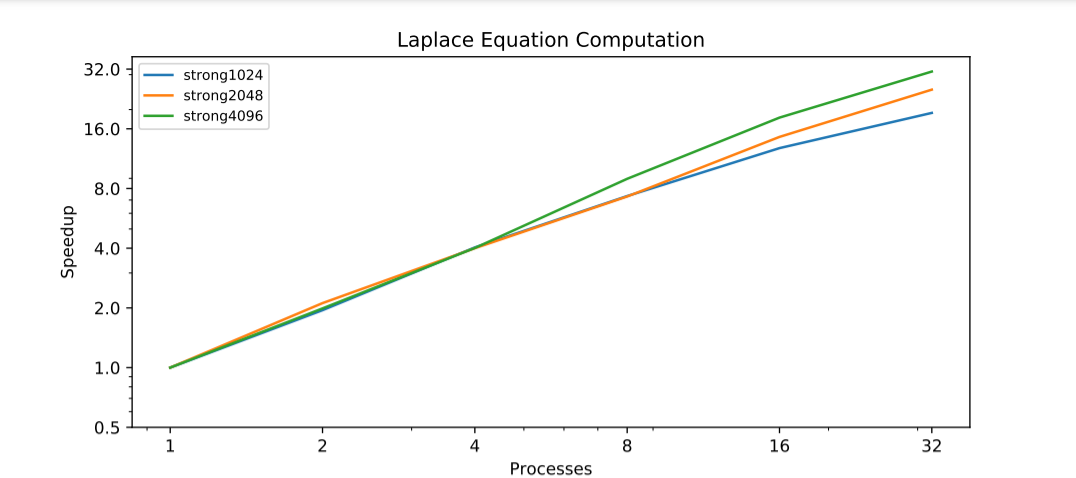 Laplace Equation Computation
strong1024
strong2048
strong4096
Speedup
32.0
16.0
8.0
4.0
2.0
1.0
0.5
1 2 4 8 16 32
Processes